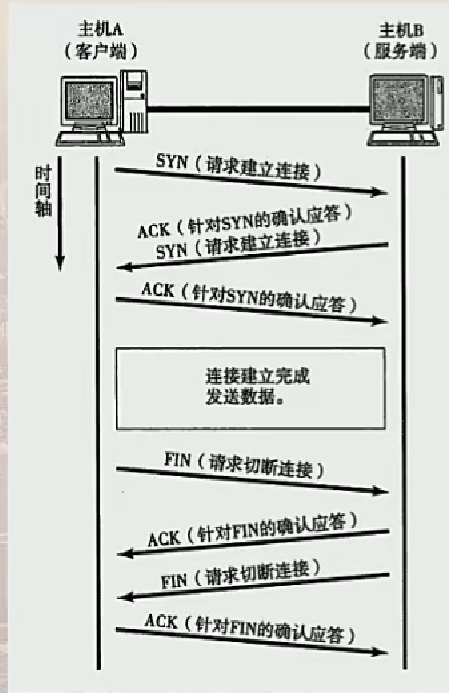 主机A
（客户端）
主机B
（服务端）
时间轴
SYN（请求建立连接）
ACK（针对SYN的确认应答）
SYN（请求建立连接）
ACK（针对SYN的确认应答）
连接建立完成
发送数据。
FIN（请求切断连接）
ACK（针对FIN的确认应答）
FIN（请求切断连接）
ACK（针对FIN的确认应答）